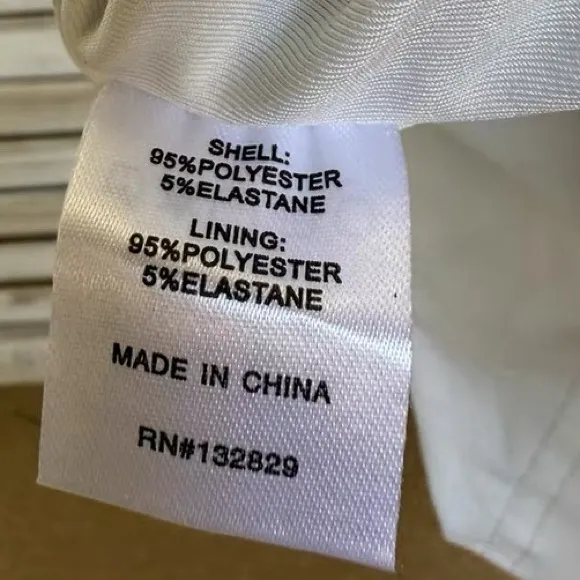 SHELL:
95%POLYESTER
5%ELASTANE
LINING:
95%POLYESTER
5%ELASTANE
MADE IN CHINA
RN#132829